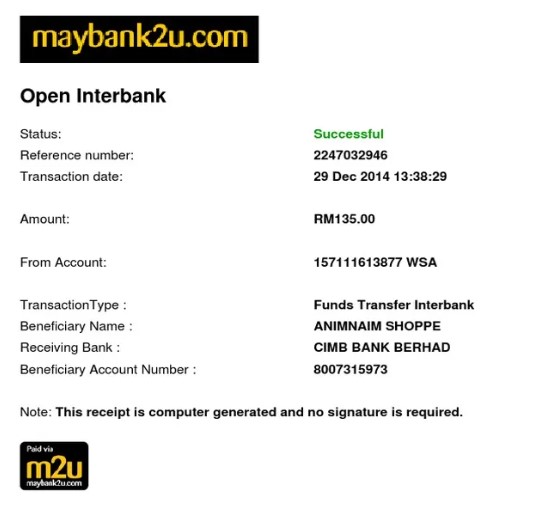 maybank2u.com
Open Interbank
Status: Successful
Reference number: 2247032946
Transaction date: 29 Dec 2014 13:38:29
Amount: RM135.00
From Account: 157111613877 WSA
TransactionType : Funds Transfer Interbank
Beneficiary Name : ANIMNAIM SHOPPE
Receiving Bank : CIMB BANK BERHAD
Beneficiary Account Number : 8007315973
Note: This receipt is computer generated and no signature is required.
Paid via
m2u
maybank2u.com